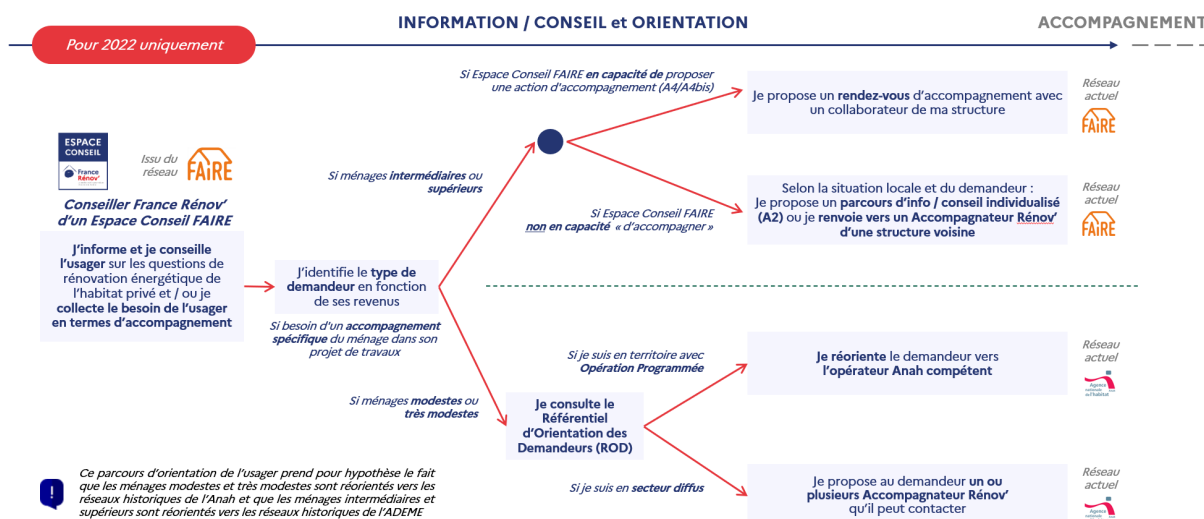 INFORMATION / CONSEIL et ORIENTATION
ACCOMPAGNEMENT
Pour 2022 uniquement
ESPACE
CONSEIL
France
Rénov'
Issu du
réseau
FAIRE
Conseiller France Rénov'
d'un Espace Conseil FAIRE
J'informe et je conseille
l'usager sur les questions de
rénovation énergétique de
l'habitat privé et / ou je
collecte le besoin de l'usager
en termes d'accompagnement
J'identifie le type de
demandeur en fonction
de ses revenus
Si besoin d'un accompagnement
spécifique du ménage dans son
projet de travaux
Si ménages intermédiaires ou
supérieurs
Si Espace Conseil FAIRE en capacité de proposer
une action d'accompagnement (A4/A4bis)
Je propose un rendez-vous d'accompagnement avec
un collaborateur de ma structure
Réseau
actuel
FAIRE
Si Espace Conseil FAIRE
non en capacité « d'accompagner »
Selon la situation locale et du demandeur :
Je propose un parcours d'info / conseil individualisé
(A2) ou je renvoie vers un Accompagnateur Rénov'
d'une structure voisine
Réseau
actuel
FAIRE
Si ménages modestes ou
très modestes
Je consulte le
Référentiel
d'Orientation des
Demandeurs (ROD)
Si je suis en territoire avec
Opération Programmée
Je réoriente le demandeur vers
l'opérateur Anah compétent
Réseau
actuel
Agence
nationale
de l'habitat
Si je suis en secteur diffus
Je propose au demandeur un ou
plusieurs Accompagnateur Rénov'
qu'il peut contacter
Réseau
actuel
Agence
!
Ce parcours d'orientation de l'usager prend pour hypothèse le fait
que les ménages modestes et très modestes sont réorientés vers les
réseaux historiques de l'Anah et que les ménages intermédiaires et
supérieurs sont réorientés vers les réseaux historiques de l'ADEME